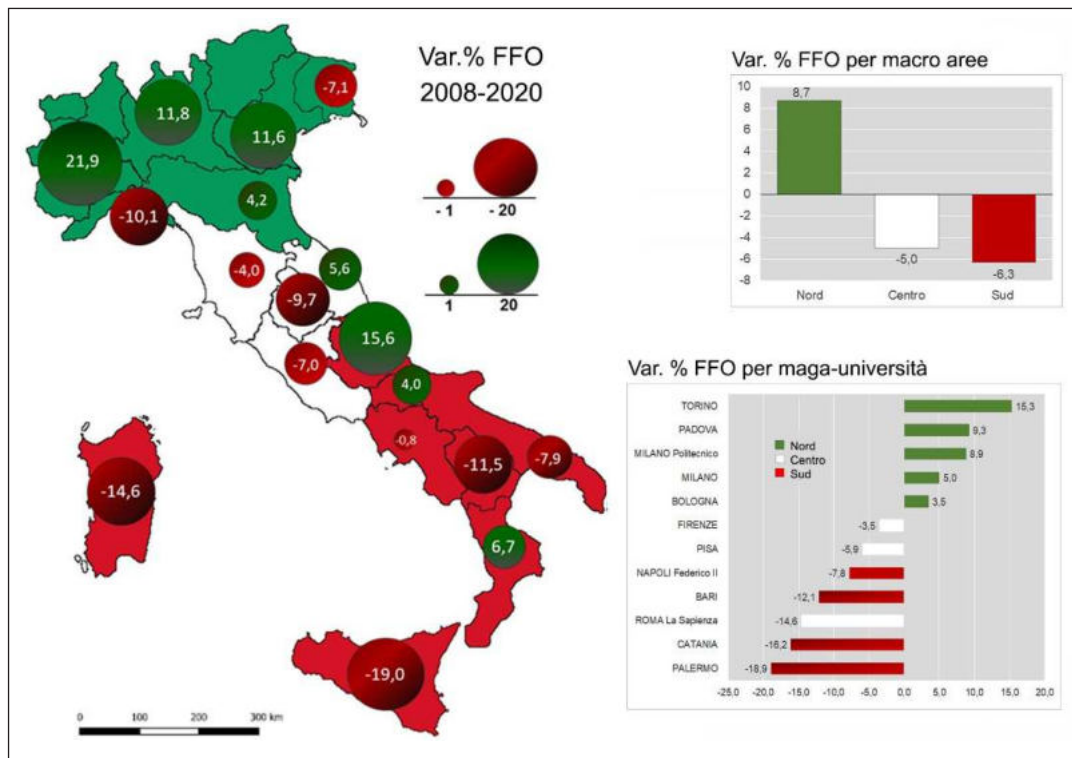 Var.% FFO
2008-2020
-7,1
11,8
11,6
21,9
4,2
-10,1
-4,0
5,6
-9,7
15,6
-7,0
4,0
-0,8
-11,5
-7,9
-14,6
6,7
-19,0
- 1 - 20
1 20
0 100 200 300 km
Var. % FFO per macro aree
10
8
6
4
2
0
-2
-4
-6
-8
8,7
-5,0
-6,3
Nord Centro Sud
Var. % FFO per maga-università
TORINO 15,3
PADOVA 9,3
MILANO Politecnico 8,9
MILANO 5,0
BOLOGNA 3,5
FIRENZE -3,5
PISA -5,9
NAPOLI Federico II -7,8
BARI -12,1
ROMA La Sapienza -14,6
CATANIA -16,2
PALERMO -18,9
Nord
Centro
Sud
-25,0 -20,0 -15,0 -10,0 -5,0 0,0 5,0 10,0 15,0 20,0